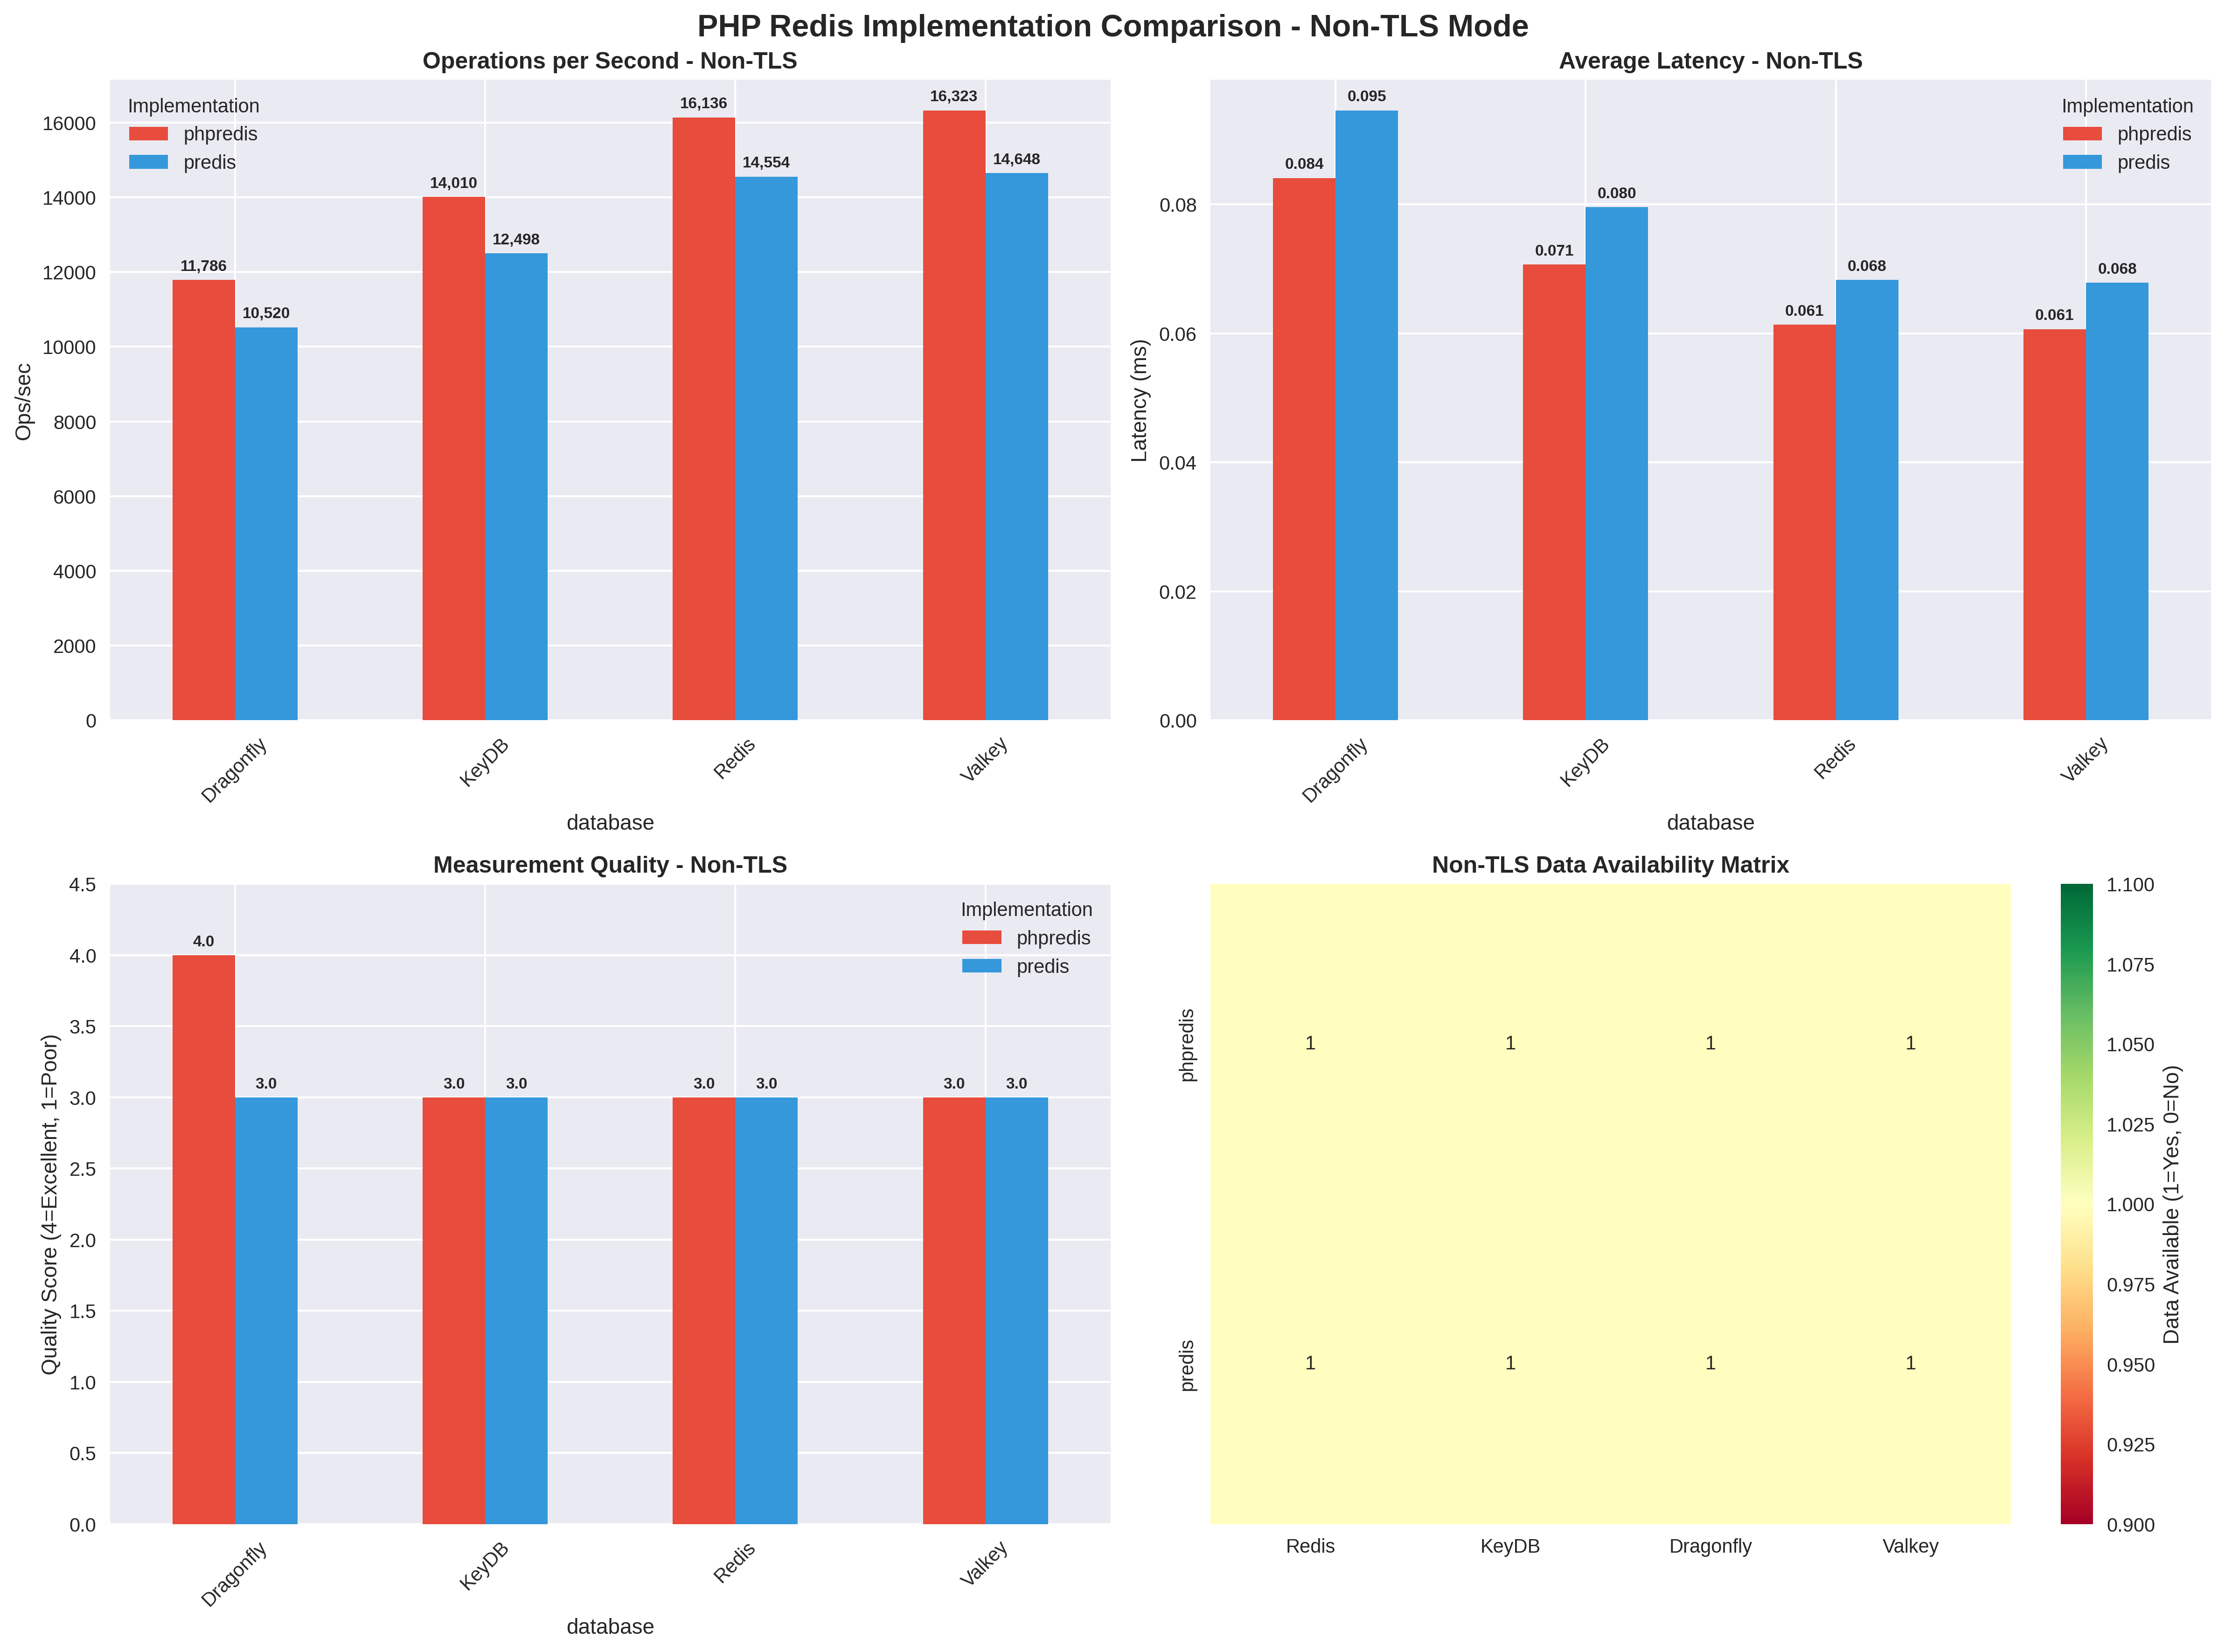 PHP Redis Implementation Comparison - Non-TLS Mode
Operations per Second - Non-TLS
Implementation
phpredis
predis
16000
14000
12000
10000
8000
6000
4000
2000
0
Ops/sec
11,786
10,520
14,010
12,498
16,136
14,554
16,323
14,648
Dragonfly
KeyDB
Redis
Valkey
database
Average Latency - Non-TLS
Implementation
phpredis
predis
0.08
0.06
0.04
0.02
0.00
Latency (ms)
0.084
0.095
0.071
0.080
0.061
0.068
0.061
0.068
Dragonfly
KeyDB
Redis
Valkey
database
Measurement Quality - Non-TLS
Implementation
phpredis
predis
4.5
4.0
3.5
3.0
2.5
2.0
1.5
1.0
0.5
0.0
Quality Score (4=Excellent, 1=Poor)
4.0
3.0
3.0
3.0
3.0
3.0
3.0
3.0
Dragonfly
KeyDB
Redis
Valkey
database
Non-TLS Data Availability Matrix
phpredis
1
1
1
1
predis
1
1
1
1
Redis
KeyDB
Dragonfly
Valkey
1.100
1.075
1.050
1.025
1.000
0.975
0.950
0.925
0.900
Data Available (1=Yes, 0=No)